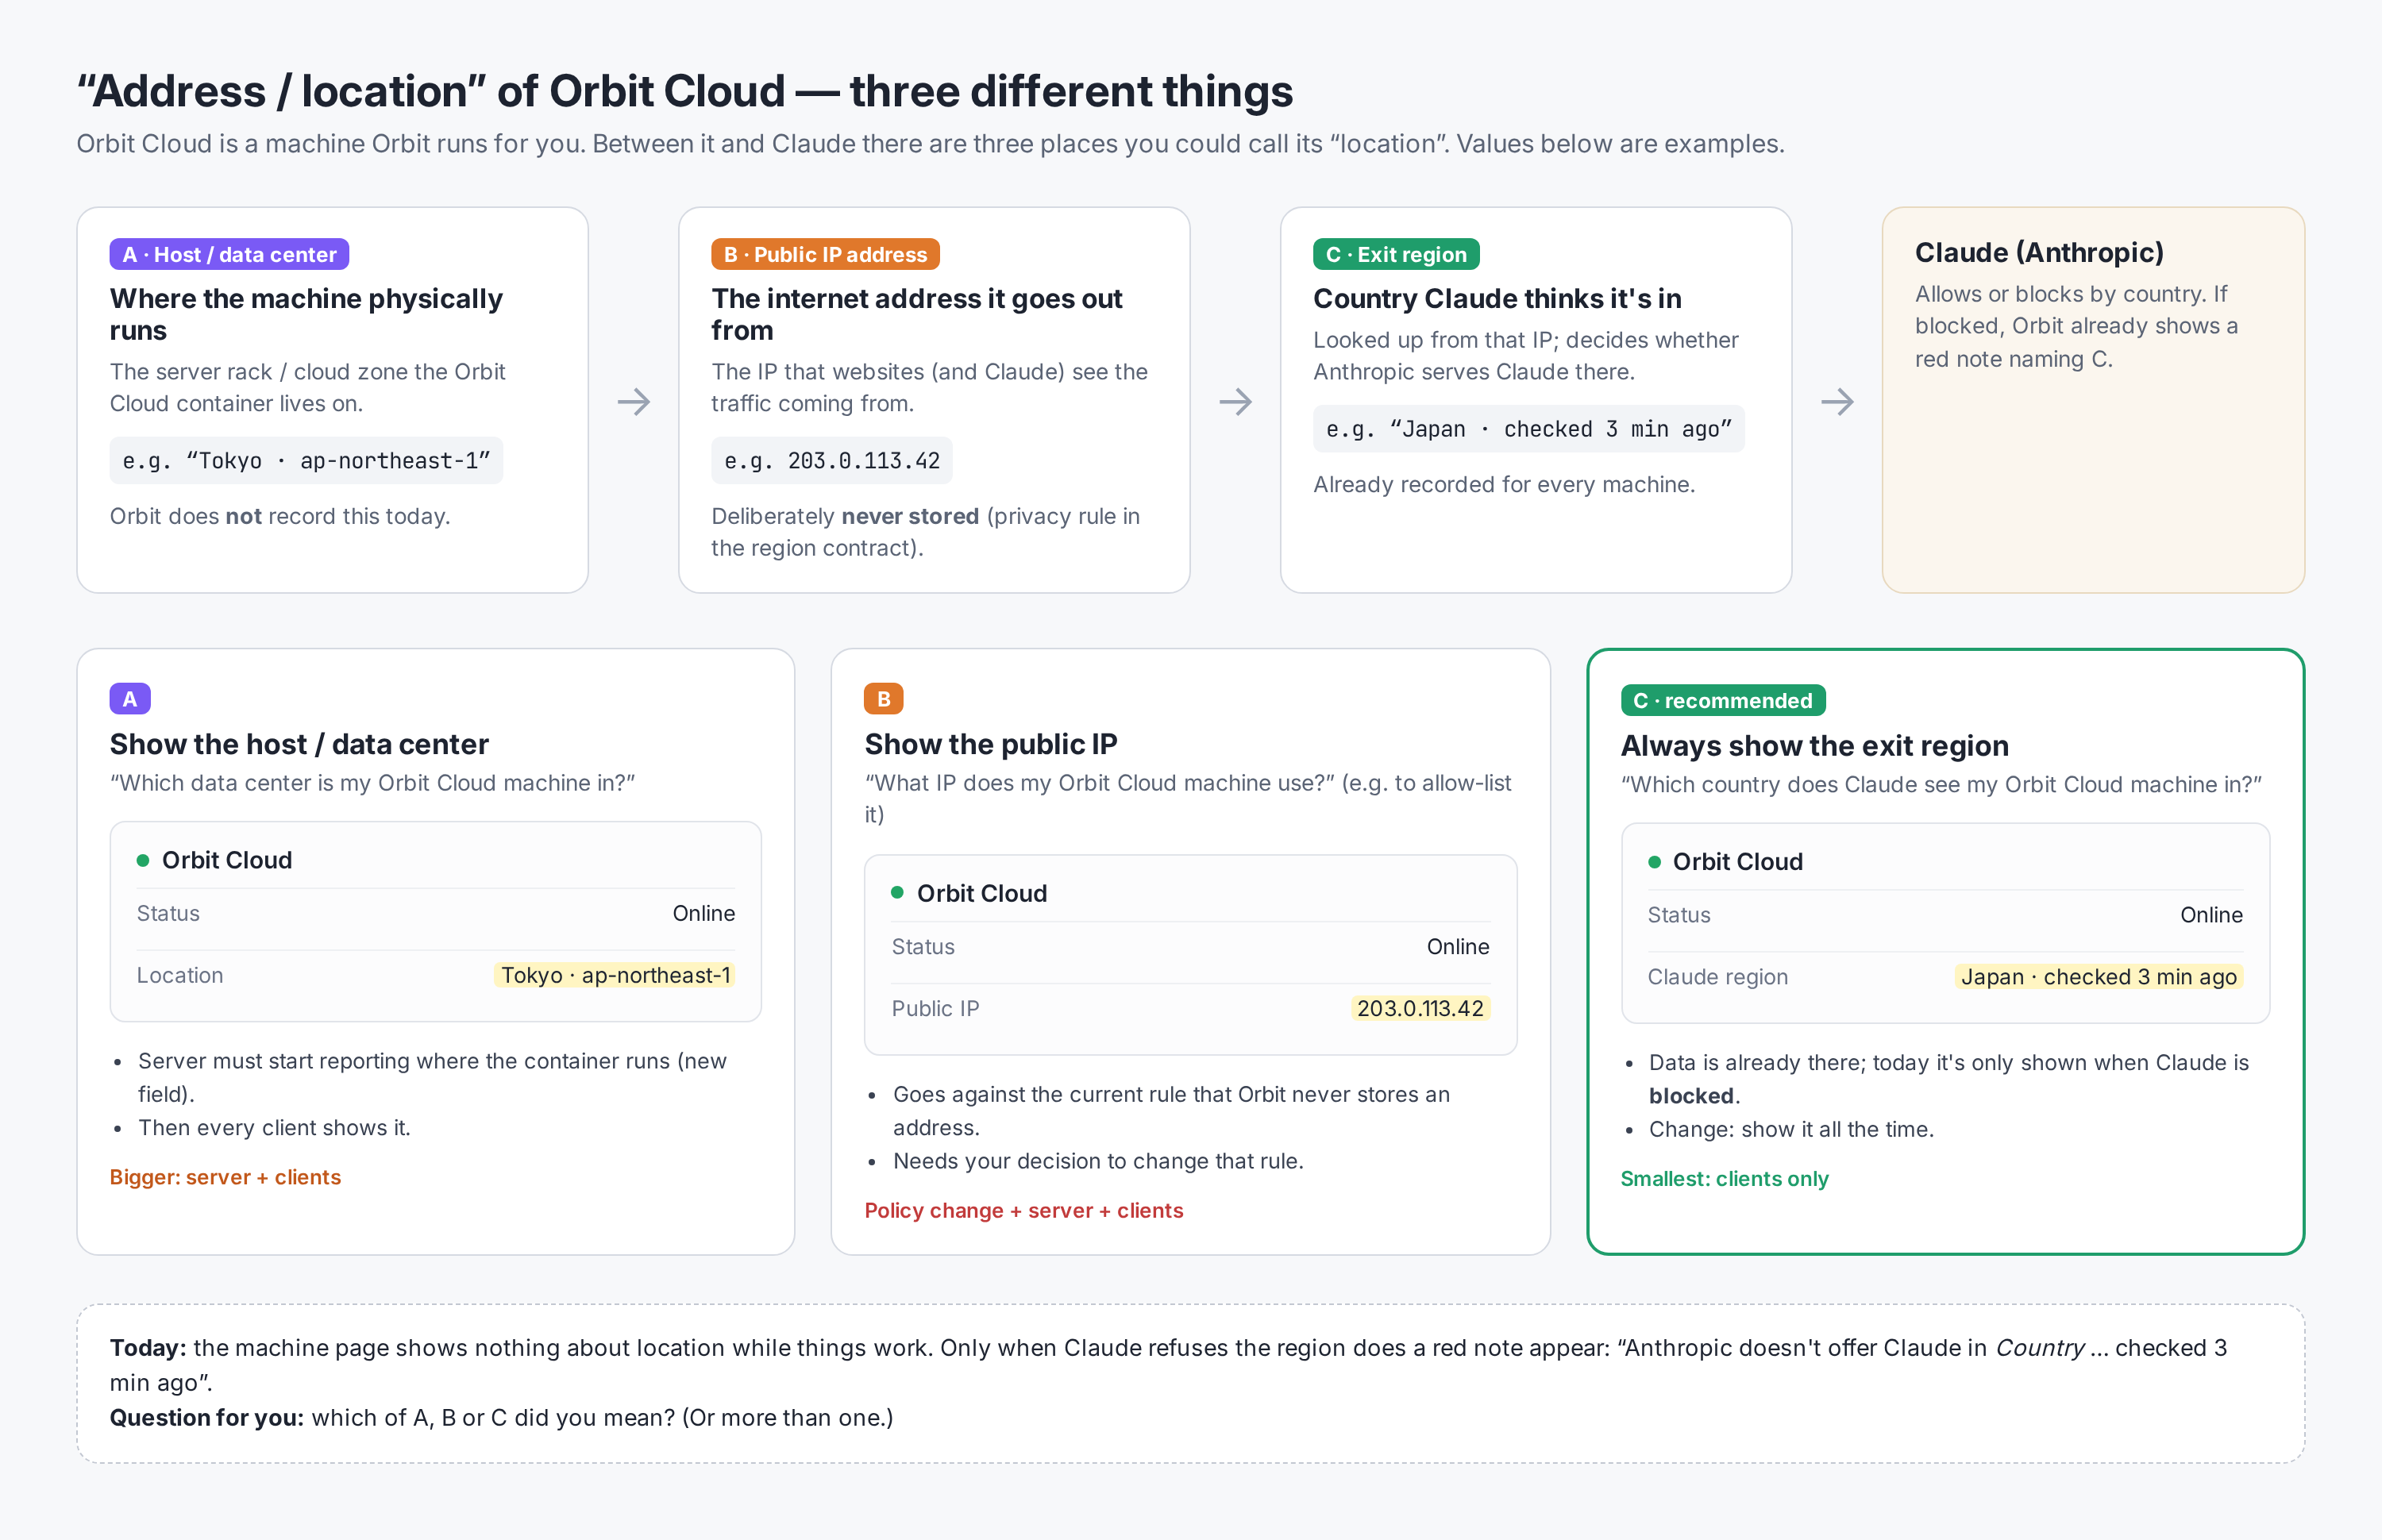 “Address / location” of Orbit Cloud — three different things
Orbit Cloud is a machine Orbit runs for you. Between it and Claude there are three places you could call its “location”. Values below are examples.
A · Host / data center
Where the machine physically
runs
The server rack / cloud zone the Orbit
Cloud container lives on.
e.g. “Tokyo · ap-northeast-1”
Orbit does not record this today.
→
B · Public IP address
The internet address it goes out
from
The IP that websites (and Claude) see the
traffic coming from.
e.g. 203.0.113.42
Deliberately never stored (privacy rule in
the region contract).
→
C · Exit region
Country Claude thinks it's in
Looked up from that IP; decides whether
Anthropic serves Claude there.
e.g. “Japan · checked 3 min ago”
Already recorded for every machine.
→
Claude (Anthropic)
Allows or blocks by country. If
blocked, Orbit already shows a
red note naming C.
A
Show the host / data center
“Which data center is my Orbit Cloud machine in?”
Orbit Cloud
Status Online
Location Tokyo · ap-northeast-1
• Server must start reporting where the container runs (new
field).
• Then every client shows it.
Bigger: server + clients
B
Show the public IP
“What IP does my Orbit Cloud machine use?” (e.g. to allow-list
it)
Orbit Cloud
Status Online
Public IP 203.0.113.42
• Goes against the current rule that Orbit never stores an
address.
• Needs your decision to change that rule.
Policy change + server + clients
C · recommended
Always show the exit region
“Which country does Claude see my Orbit Cloud machine in?”
Orbit Cloud
Status Online
Claude region Japan · checked 3 min ago
• Data is already there; today it's only shown when Claude is
blocked.
• Change: show it all the time.
Smallest: clients only
Today: the machine page shows nothing about location while things work. Only when Claude refuses the region does a red note appear: “Anthropic doesn't offer Claude in Country … checked 3
min ago”.
Question for you: which of A, B or C did you mean? (Or more than one.)